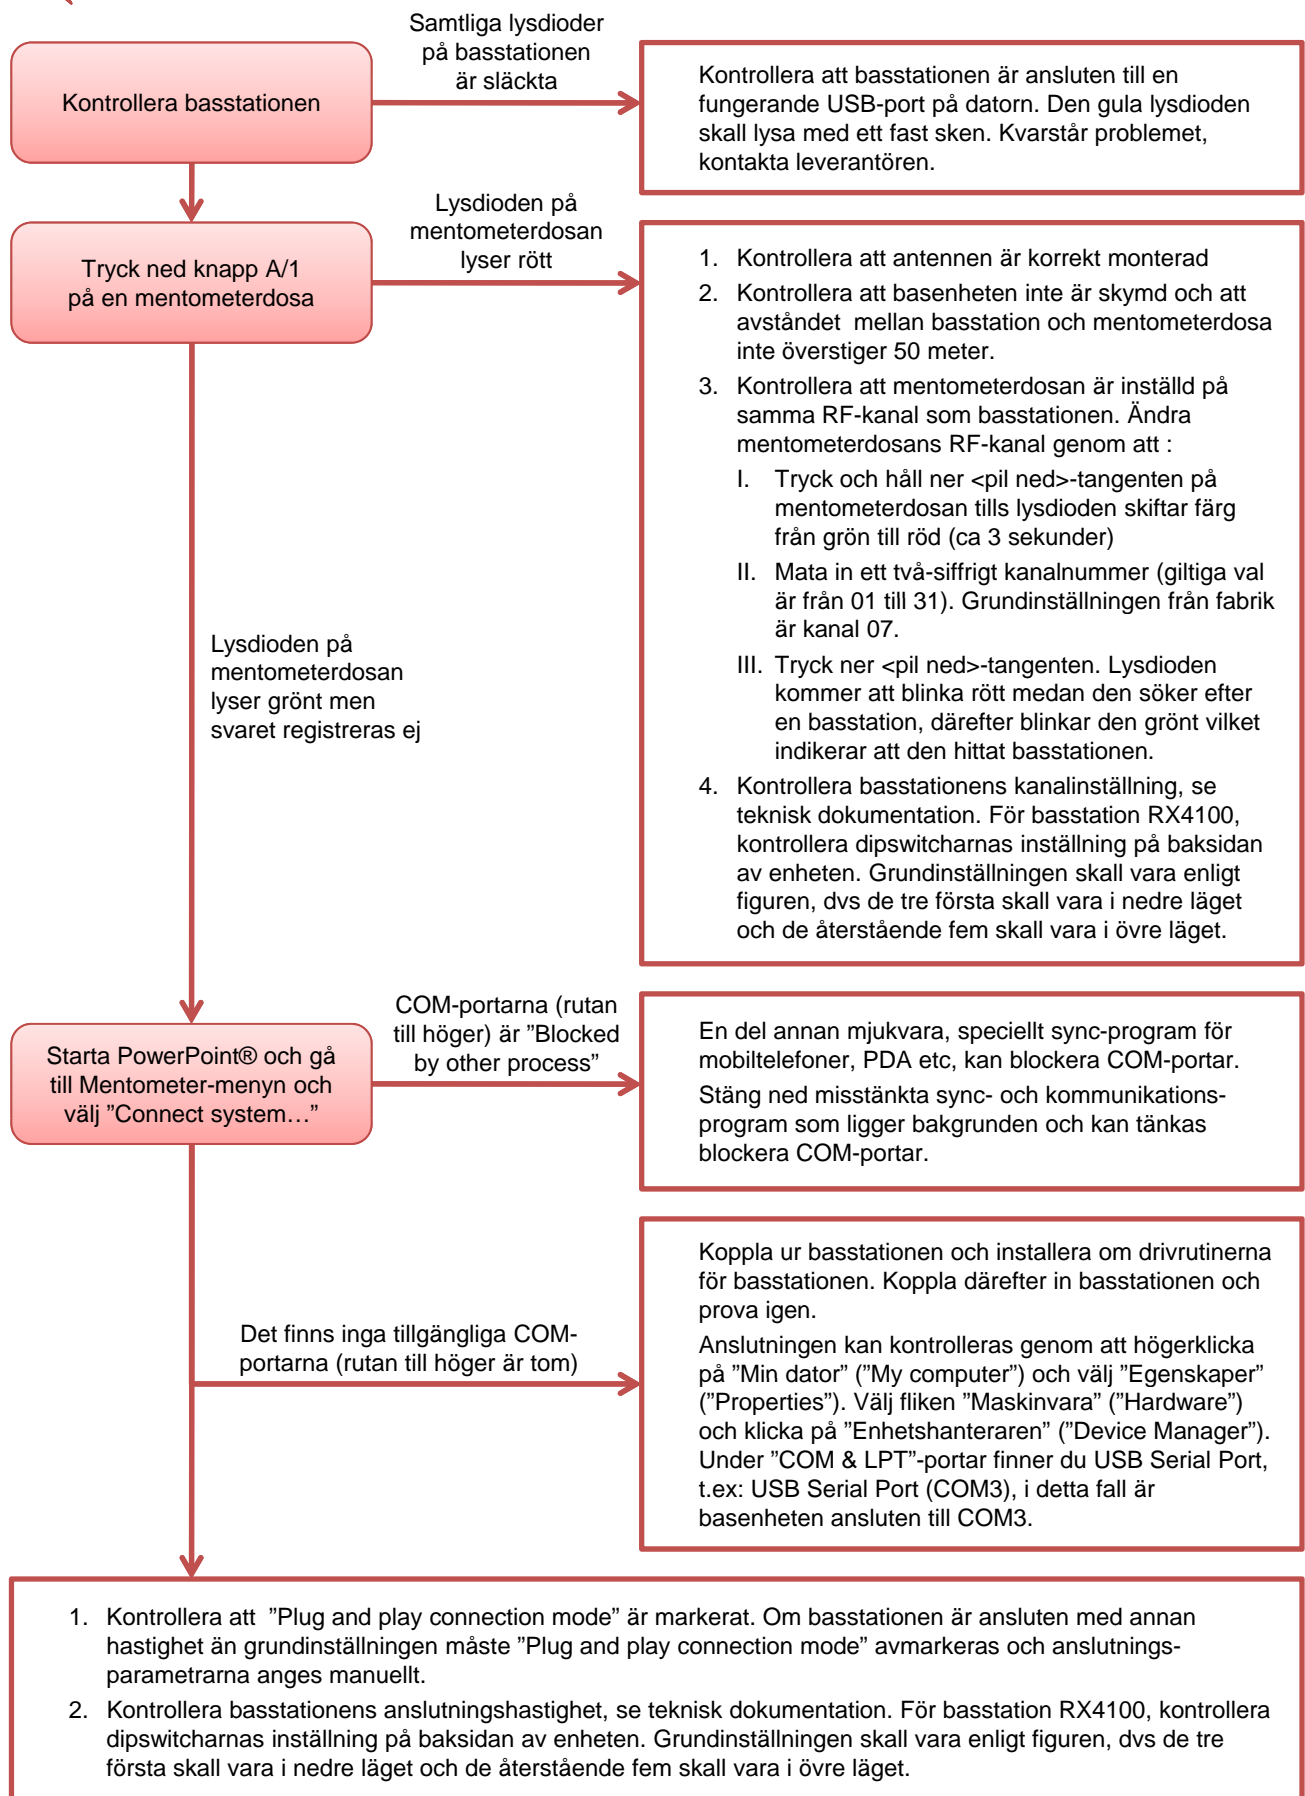 Samtliga lysdioder
på basstationen
är släckta
Kontrollera basstationen
Kontrollera att basstationen är ansluten till en
fungerande USB-port på datorn. Den gula lysdioden
skall lysa med ett fast sken. Kvarstår problemet,
kontakta leverantören.
Lysdioden på
mentometerdosan
lyser rött
Tryck ned knapp A/1
på en mentometerdosa
1. Kontrollera att antennen är korrekt monterad
2. Kontrollera att basenheten inte är skymd och att
avståndet mellan basstation och mentometerdosa
inte överstiger 50 meter.
3. Kontrollera att mentometerdosan är inställd på
samma RF-kanal som basstationen. Ändra
mentometerdosans RF-kanal genom att :
I. Tryck och håll ner <pil ned>-tangenten på
mentometerdosan tills lysdioden skiftar färg
från grön till röd (ca 3 sekunder)
II. Mata in ett två-siffrigt kanalnummer (giltiga val
är från 01 till 31). Grundinställningen från fabrik
är kanal 07.
III. Tryck ner <pil ned>-tangenten. Lysdioden
kommer att blinka rött medan den söker efter
en basstation, därefter blinkar den grönt vilket
indikerar att den hittat basstationen.
4. Kontrollera basstationens kanalinställning, se
teknisk dokumentation. För basstation RX4100,
kontrollera dipswitcharnas inställning på baksidan
av enheten. Grundinställningen skall vara enligt
figuren, dvs de tre första skall vara i nedre läget
och de återstående fem skall vara i övre läget.
Lysdioden på
mentometerdosan
lyser grönt men
svaret registreras ej
COM-portarna (rutan
till höger) är ”Blocked
by other process”
Starta PowerPoint® och gå
till Mentometer-menyn och
välj ”Connect system…”
En del annan mjukvara, speciellt sync-program för
mobiltelefoner, PDA etc, kan blockera COM-portar.
Stäng ned misstänkta sync- och kommunikations-
program som ligger bakgrunden och kan tänkas
blockera COM-portar.
Det finns inga tillgängliga COM-
portarna (rutan till höger är tom)
Koppla ur basstationen och installera om drivrutinerna
för basstationen. Koppla därefter in basstationen och
prova igen.
Anslutningen kan kontrolleras genom att högerklicka
på ”Min dator” (”My computer”) och välj ”Egenskaper”
(”Properties”). Välj fliken ”Maskinvara” (”Hardware”)
och klicka på ”Enhetshanteraren” (”Device Manager”).
Under ”COM & LPT”-portar finner du USB Serial Port,
t.ex: USB Serial Port (COM3), i detta fall är
basenheten ansluten till COM3.
1. Kontrollera att ”Plug and play connection mode” är markerat. Om basstationen är ansluten med annan
hastighet än grundinställningen måste ”Plug and play connection mode” avmarkeras och anslutnings-
parametrarna anges manuellt.
2. Kontrollera basstationens anslutningshastighet, se teknisk dokumentation. För basstation RX4100, kontrollera
dipswitcharnas inställning på baksidan av enheten. Grundinställningen skall vara enligt figuren, dvs de tre
första skall vara i nedre läget och de återstående fem skall vara i övre läget.